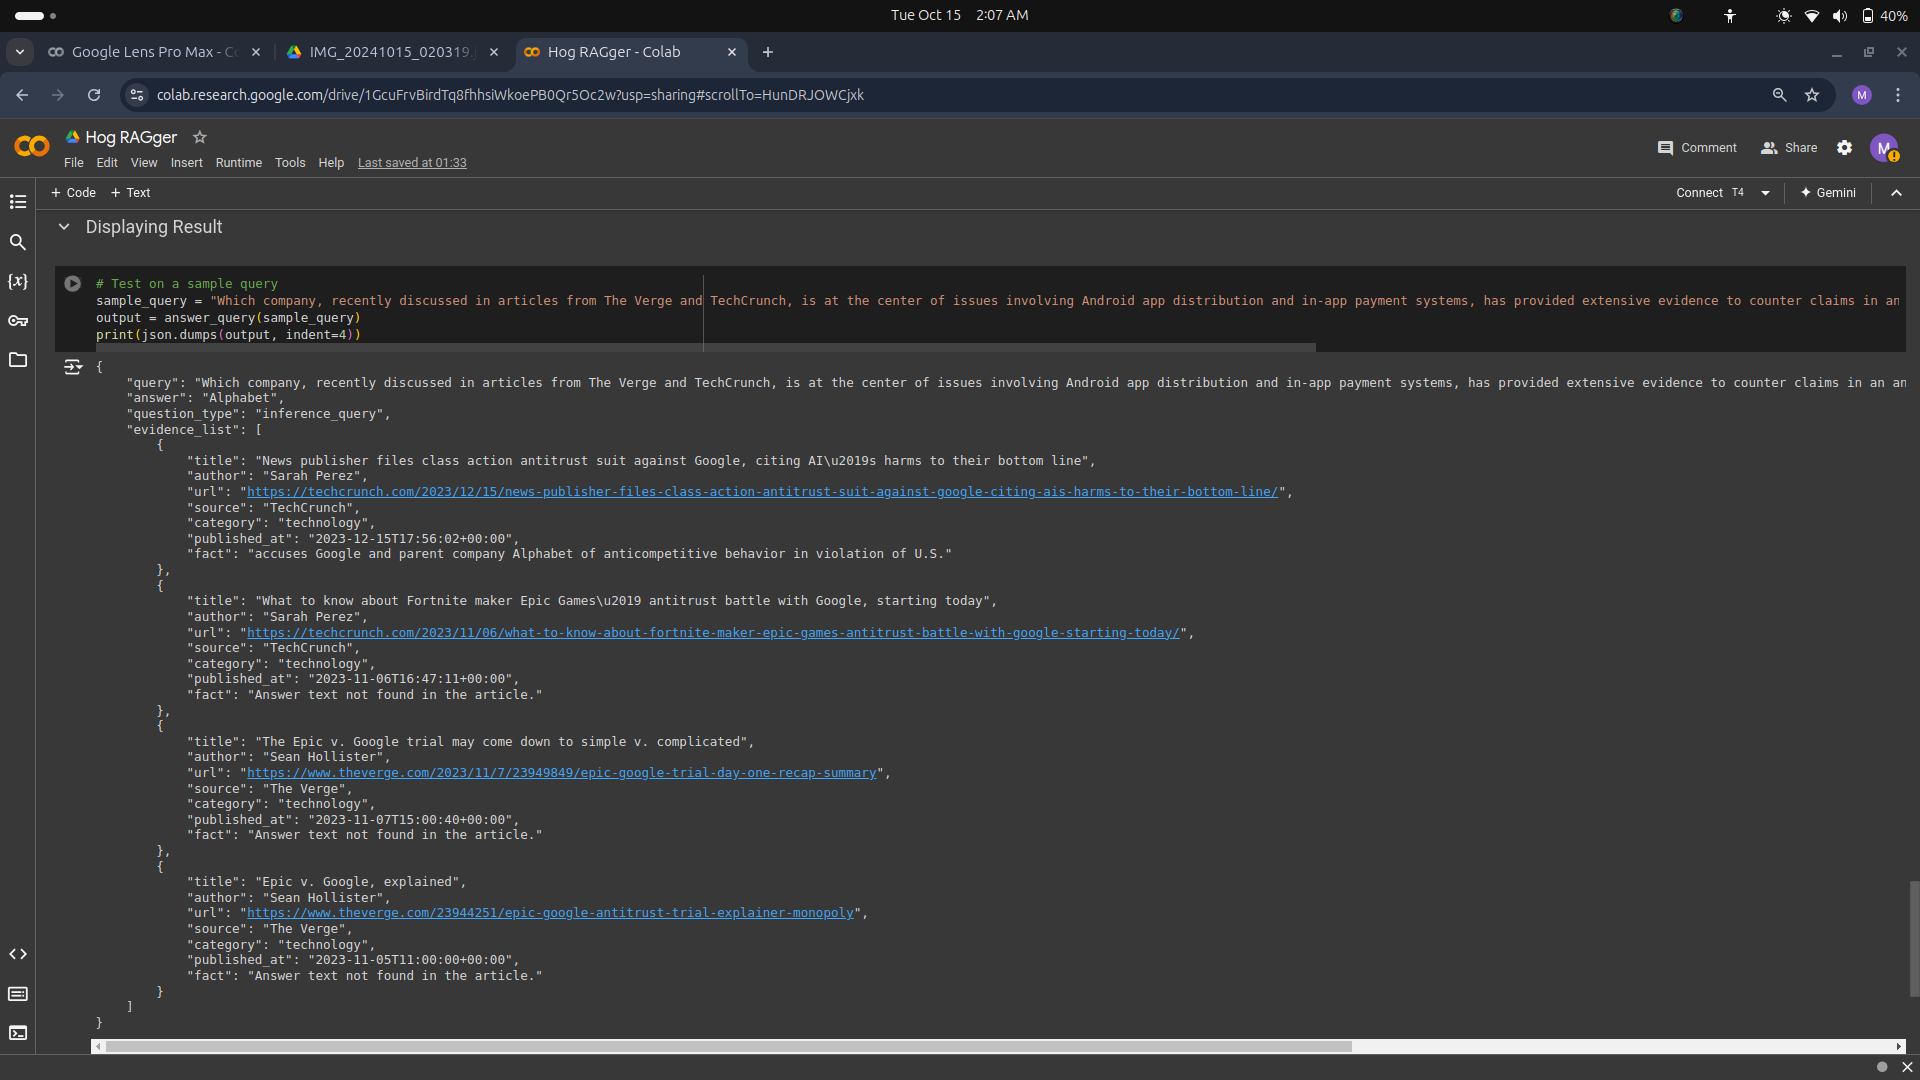 Tue Oct 15 2:07 AM
40%
Google Lens Pro Max - Co
IMG_20241015_020319.j
Hog RAGger - Colab
colab.research.google.com/drive/1GcuFrvBirdTq8fhhsiWkoePB0Qr5Oc2w?usp=sharing#scrollTo=HunDRJOWCjxk
M
Hog RAGger
File Edit View Insert Runtime Tools Help Last saved at 01:33
Comment
Share
M
+ Code + Text
Connect T4
Gemini
Displaying Result
# Test on a sample query
sample_query = "Which company, recently discussed in articles from The Verge and TechCrunch, is at the center of issues involving Android app distribution and in-app payment systems, has provided extensive evidence to counter claims in an
output = answer_query(sample_query)
print(json.dumps(output, indent=4))
{
"query": "Which company, recently discussed in articles from The Verge and TechCrunch, is at the center of issues involving Android app distribution and in-app payment systems, has provided extensive evidence to counter claims in an an
"answer": "Alphabet",
"question_type": "inference_query",
"evidence_list": [
{
"title": "News publisher files class action antitrust suit against Google, citing AI\u2019s harms to their bottom line",
"author": "Sarah Perez",
"url": "https://techcrunch.com/2023/12/15/news-publisher-files-class-action-antitrust-suit-against-google-citing-ais-harms-to-their-bottom-line/",
"source": "TechCrunch",
"category": "technology",
"published_at": "2023-12-15T17:56:02+00:00",
"fact": "accuses Google and parent company Alphabet of anticompetitive behavior in violation of U.S."
},
{
"title": "What to know about Fortnite maker Epic Games\u2019 antitrust battle with Google, starting today",
"author": "Sarah Perez",
"url": "https://techcrunch.com/2023/11/06/what-to-know-about-fortnite-maker-epic-games-antitrust-battle-with-google-starting-today/",
"source": "TechCrunch",
"category": "technology",
"published_at": "2023-11-06T16:47:11+00:00",
"fact": "Answer text not found in the article."
},
{
"title": "The Epic v. Google trial may come down to simple v. complicated",
"author": "Sean Hollister",
"url": "https://www.theverge.com/2023/11/7/23949849/epic-google-trial-day-one-recap-summary",
"source": "The Verge",
"category": "technology",
"published_at": "2023-11-07T15:00:40+00:00",
"fact": "Answer text not found in the article."
},
{
"title": "Epic v. Google, explained",
"author": "Sean Hollister",
"url": "https://www.theverge.com/23944251/epic-google-antitrust-trial-explainer-monopoly",
"source": "The Verge",
"category": "technology",
"published_at": "2023-11-05T11:00:00+00:00",
"fact": "Answer text not found in the article."
}
]
}